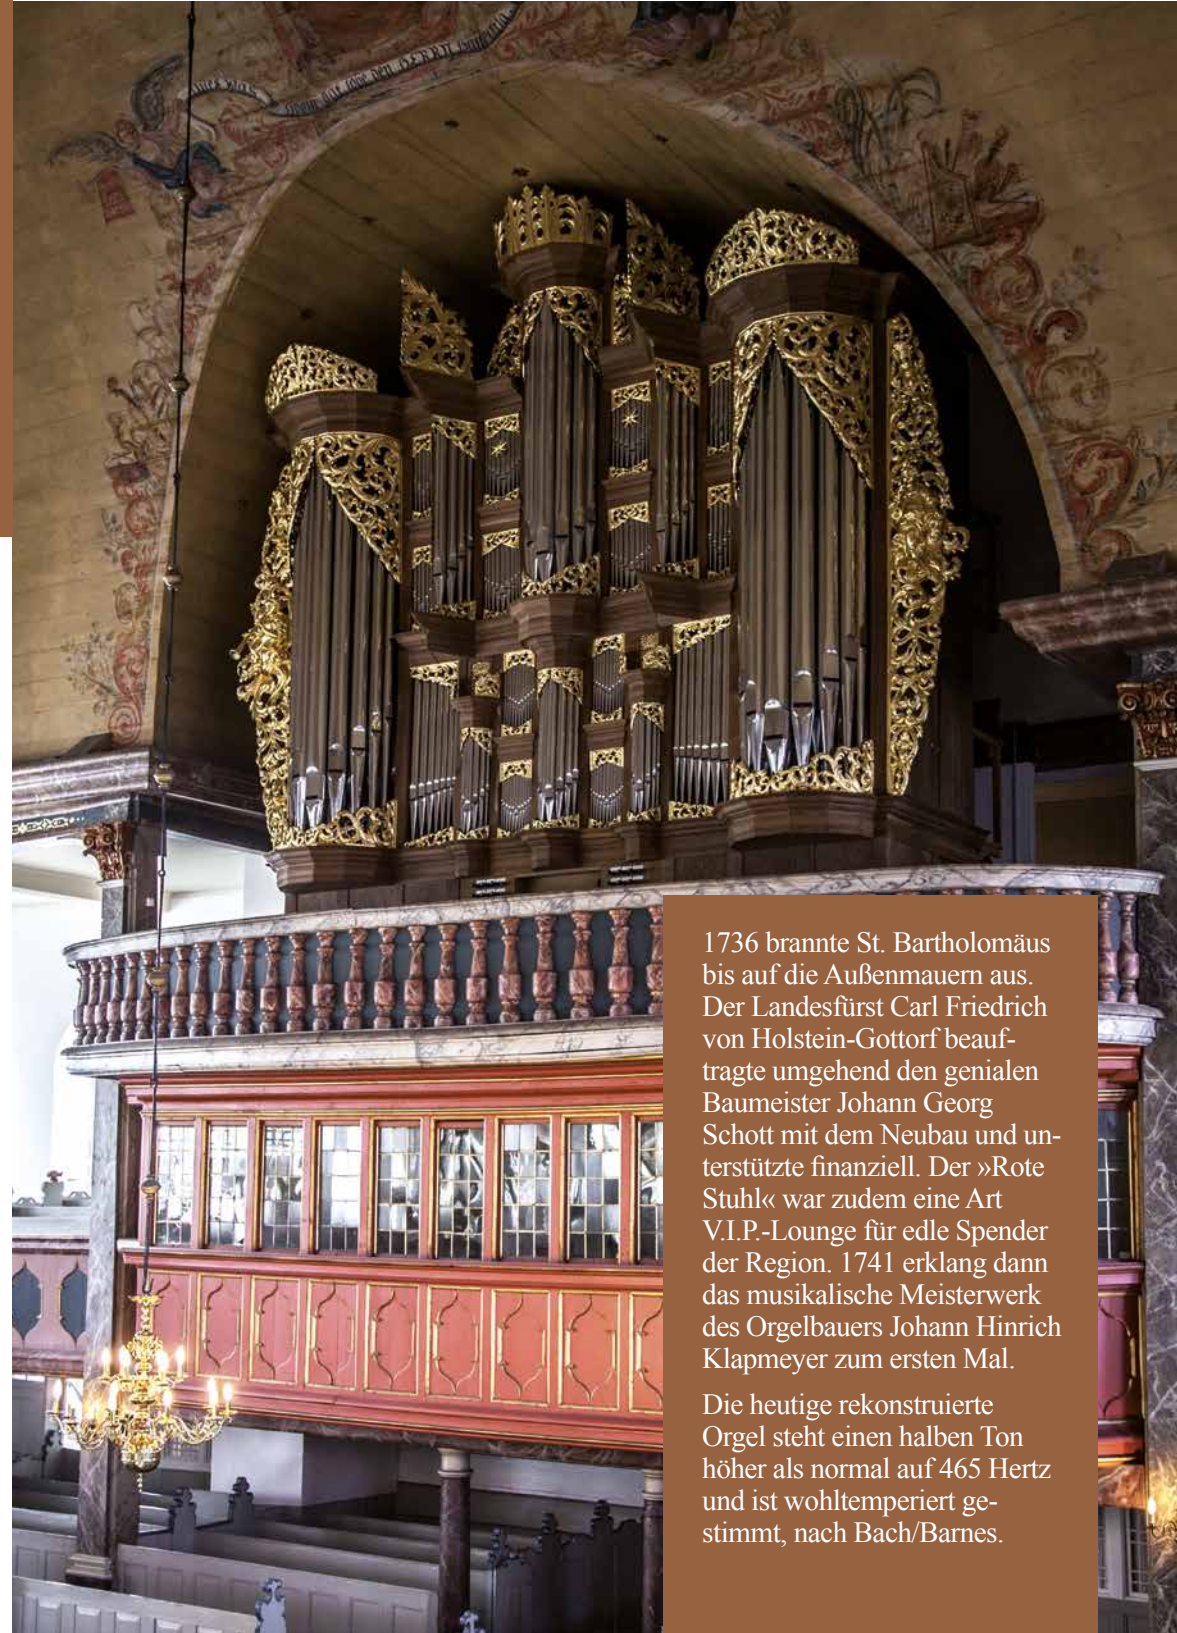 den HERRN
1736 brannte St. Bartholomäus
bis auf die Außenmauern aus.
Der Landesfürst Carl Friedrich
von Holstein-Gottorf beauf-
tragte umgehend den genialen
Baumeister Johann Georg
Schott mit dem Neubau und un-
terstützte finanziell. Der »Rote
Stuhl« war zudem eine Art
V.I.P.-Lounge für edle Spender
der Region. 1741 erklang dann
das musikalische Meisterwerk
des Orgelbauers Johann Hinrich
Klapmeyer zum ersten Mal.
Die heutige rekonstruierte
Orgel steht einen halben Ton
höher als normal auf 465 Hertz
und ist wohltemperiert ge-
stimmt, nach Bach/Barnes.